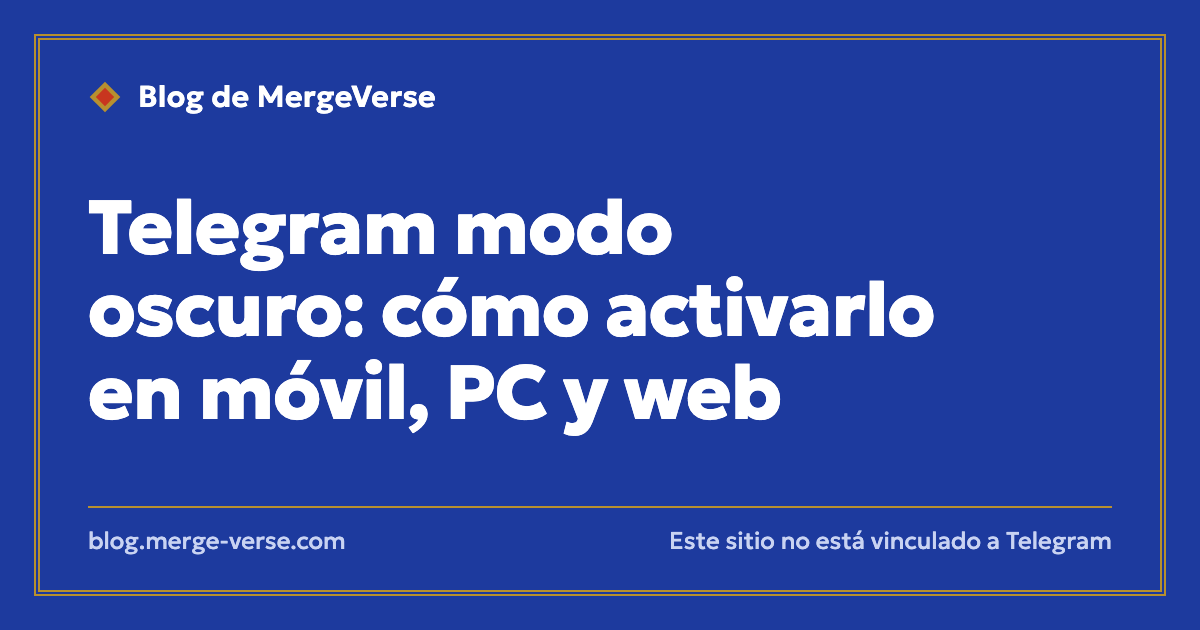 Blog de MergeVerse
Telegram modo
oscuro: cómo activarlo
en móvil, PC y web
blog.merge-verse.com
Este sitio no está vinculado a Telegram